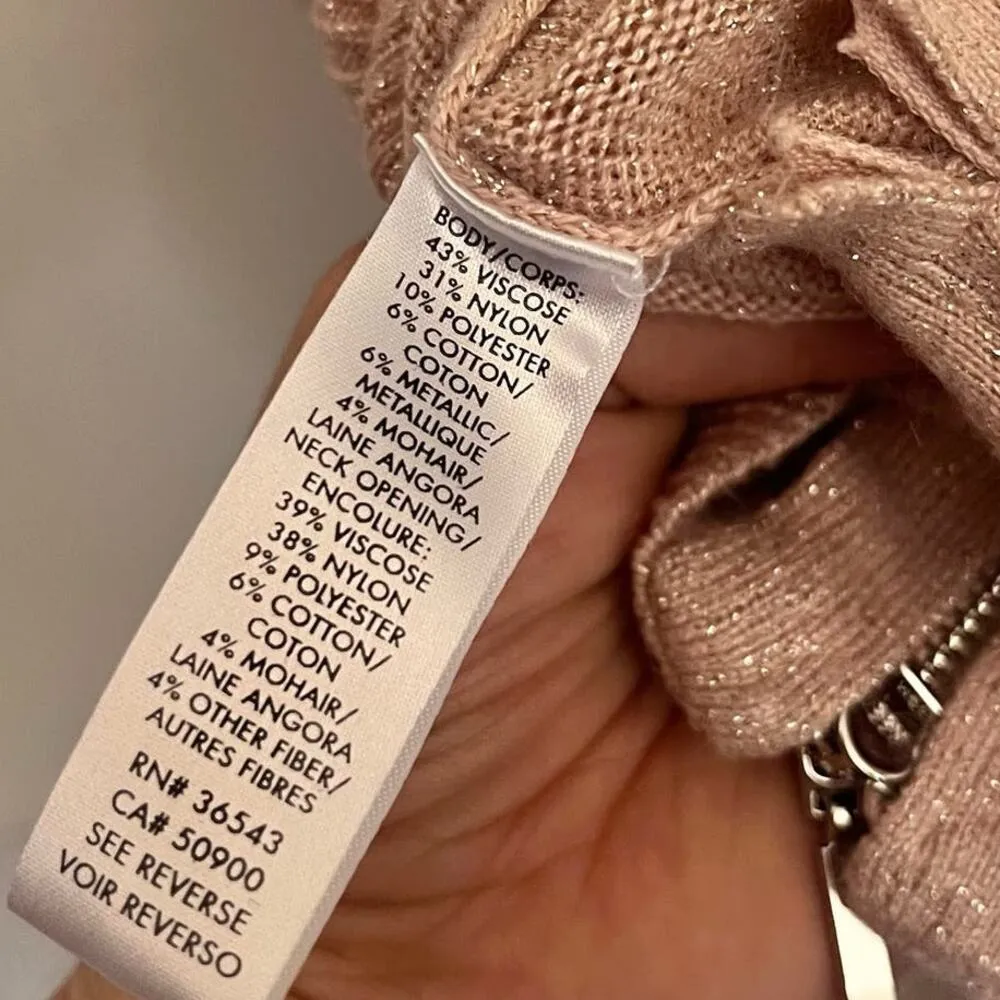 BODY/CORPS:
43% VISCOSE
31% NYLON
10% POLYESTER
6% COTTON/
COTON
6% METALLIC/
METALLIQUE
4% MOHAIR/
LAINE ANGORA
NECK OPENING/
ENCOLURE:
39% VISCOSE
38% NYLON
9% POLYESTER
6% COTTON/
COTON
4% MOHAIR/
LAINE ANGORA
4% OTHER FIBER/
AUTRES FIBRES
RN# 36543
CA# 50900
SEE REVERSE
VOIR REVERSO